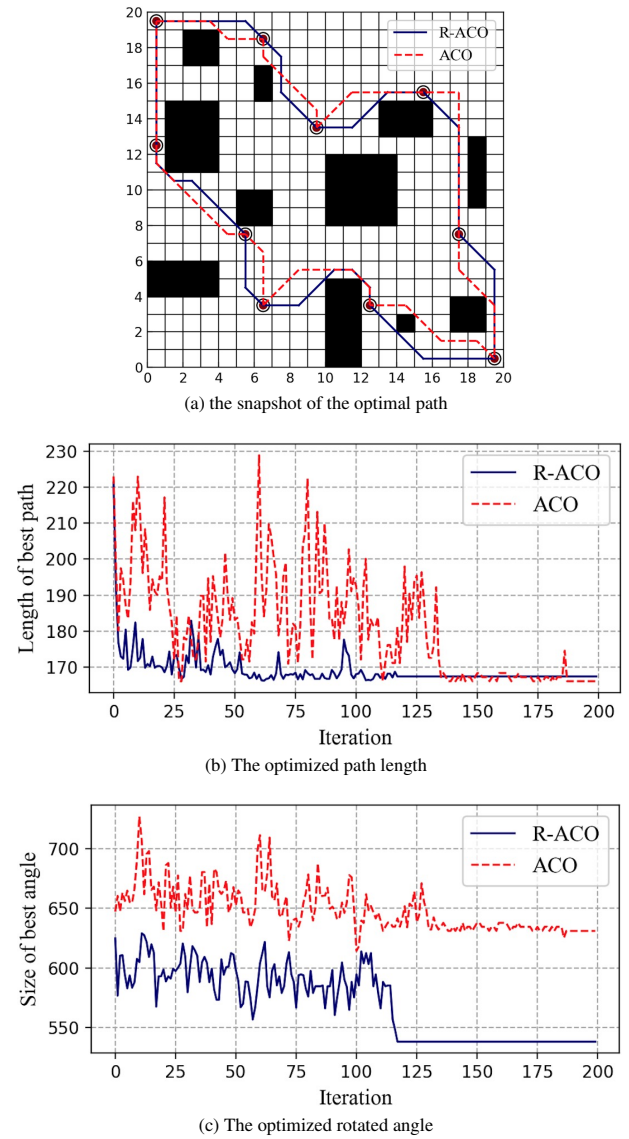 20
18
16
14
12
10
8
6
4
2
0
R-ACO
ACO
0 2 4 6 8 10 12 14 16 18 20
(a) the snapshot of the optimal path
230
220
210
200
190
180
170
Length of best path
R-ACO
ACO
0 25 50 75 100 125 150 175 200
Iteration
(b) The optimized path length
700
650
600
550
Size of best angle
R-ACO
ACO
0 25 50 75 100 125 150 175 200
Iteration
(c) The optimized rotated angle